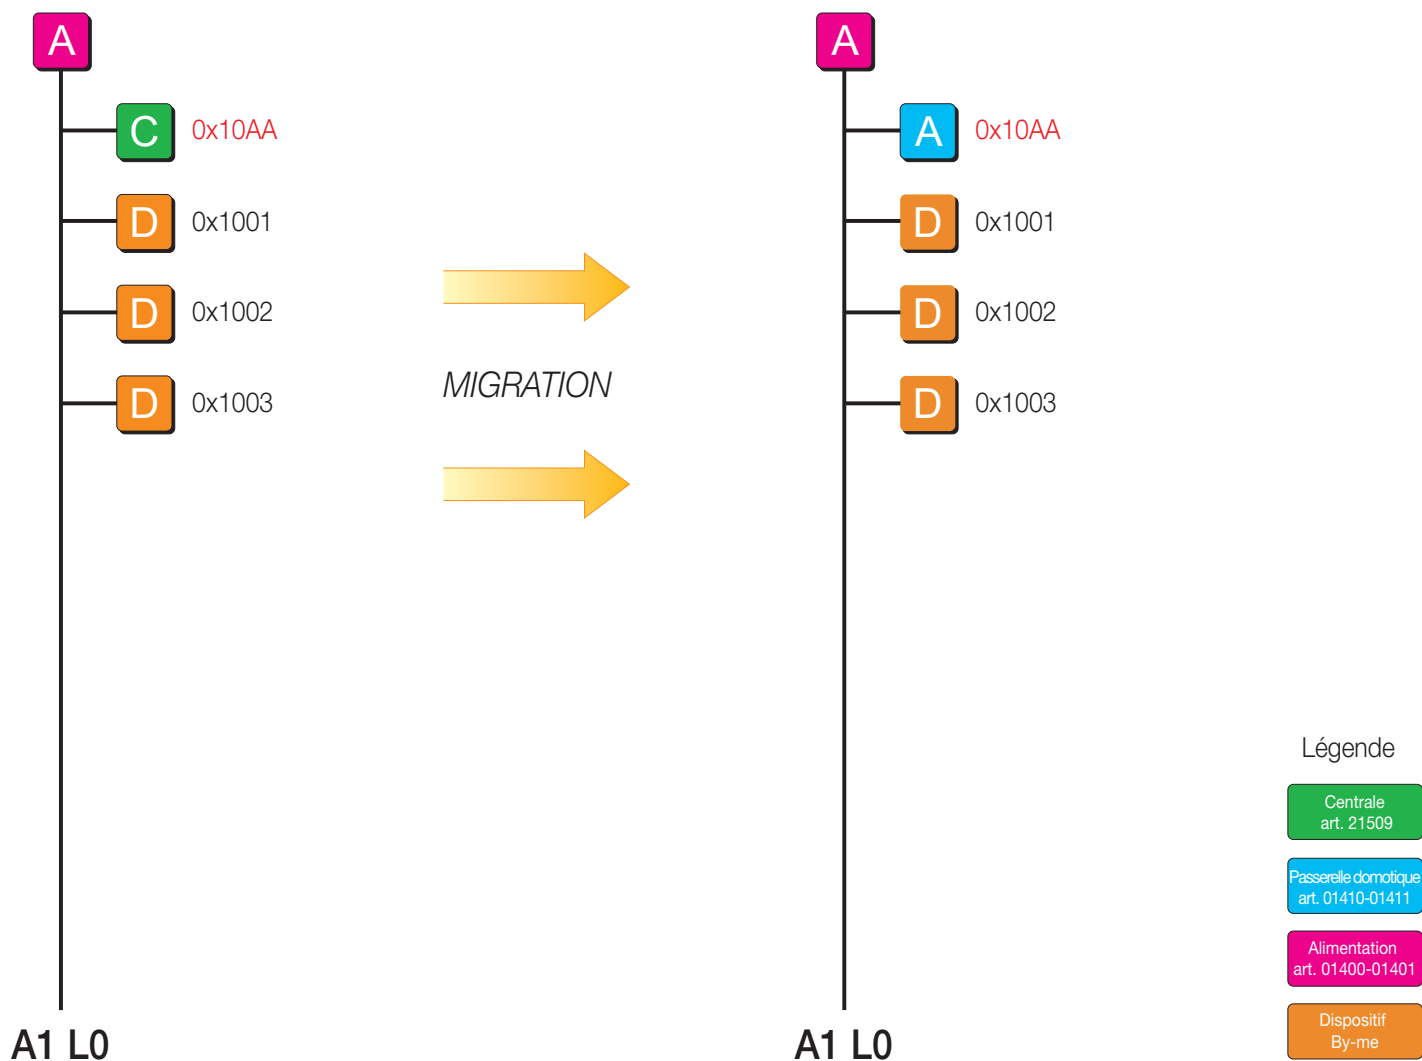 A
C 0x10AA
D 0x1001
D 0x1002
D 0x1003
A1 L0
MIGRATION
A
A 0x10AA
D 0x1001
D 0x1002
D 0x1003
A1 L0
Légende
Centrale
art. 21509
Passerelle domotique
art. 01410-01411
Alimentation
art. 01400-01401
Dispositif
By-me